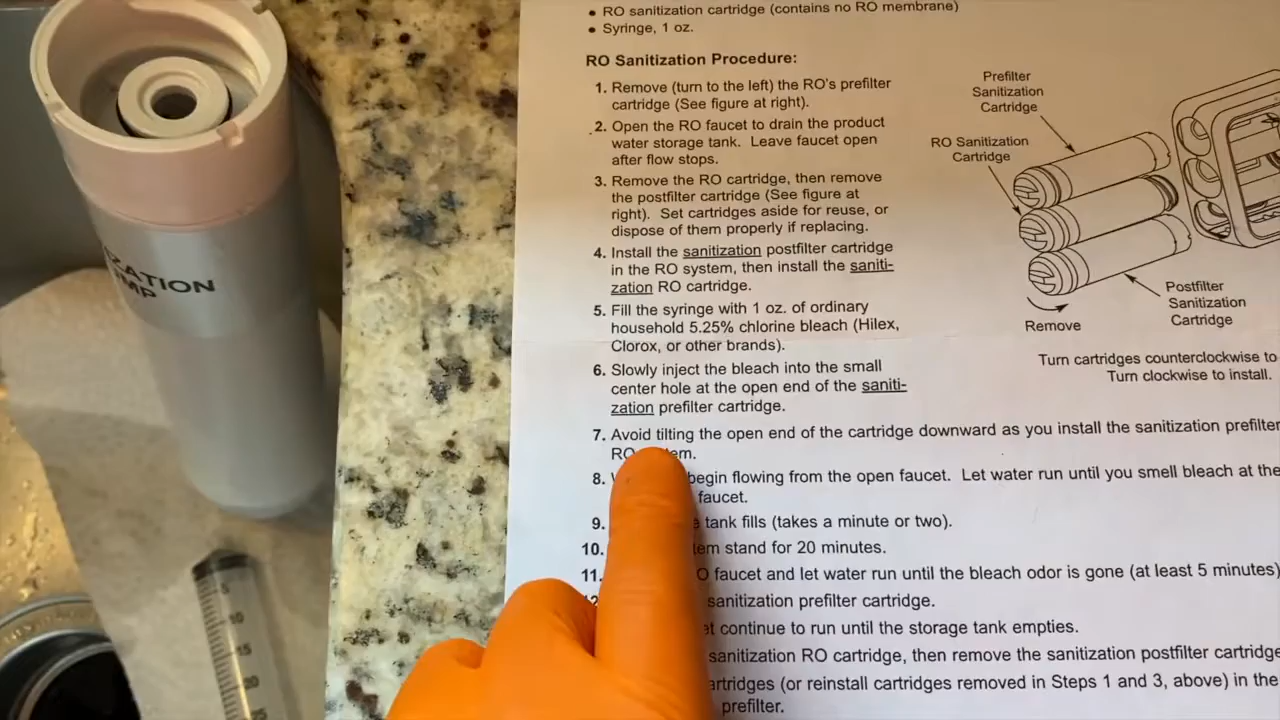 • RO sanitization cartridge (contains no RO membrane)
• Syringe, 1 oz.
RO Sanitization Procedure:
1. Remove (turn to the left) the RO's prefilter
cartridge (See figure at right).
2. Open the RO faucet to drain the product
water storage tank. Leave faucet open
after flow stops.
3. Remove the RO cartridge, then remove
the postfilter cartridge (See figure at
right). Set cartridges aside for reuse, or
dispose of them properly if replacing.
4. Install the sanitization postfilter cartridge
in the RO system, then install the saniti-
zation RO cartridge.
5. Fill the syringe with 1 oz. of ordinary
household 5.25% chlorine bleach (Hilex,
Clorox, or other brands).
6. Slowly inject the bleach into the small
center hole at the open end of the saniti-
zation prefilter cartridge.
7. Avoid tilting the open end of the cartridge downward as you install the sanitization prefilter
RO
8. begin flowing from the open faucet. Let water run until you smell bleach at the
faucet.
9. tank fills (takes a minute or two).
10. stand for 20 minutes.
11. faucet and let water run until the bleach odor is gone (at least 5 minutes)
sanitization prefilter cartridge.
continue to run until the storage tank empties.
sanitization RO cartridge, then remove the sanitization postfilter cartridge
(or reinstall cartridges removed in Steps 1 and 3, above) in the
prefilter.
Prefilter
Sanitization
Cartridge
RO Sanitization
Cartridge
Postfilter
Sanitization
Cartridge
Remove
Turn cartridges counterclockwise to
Turn clockwise to install.
5
10
15